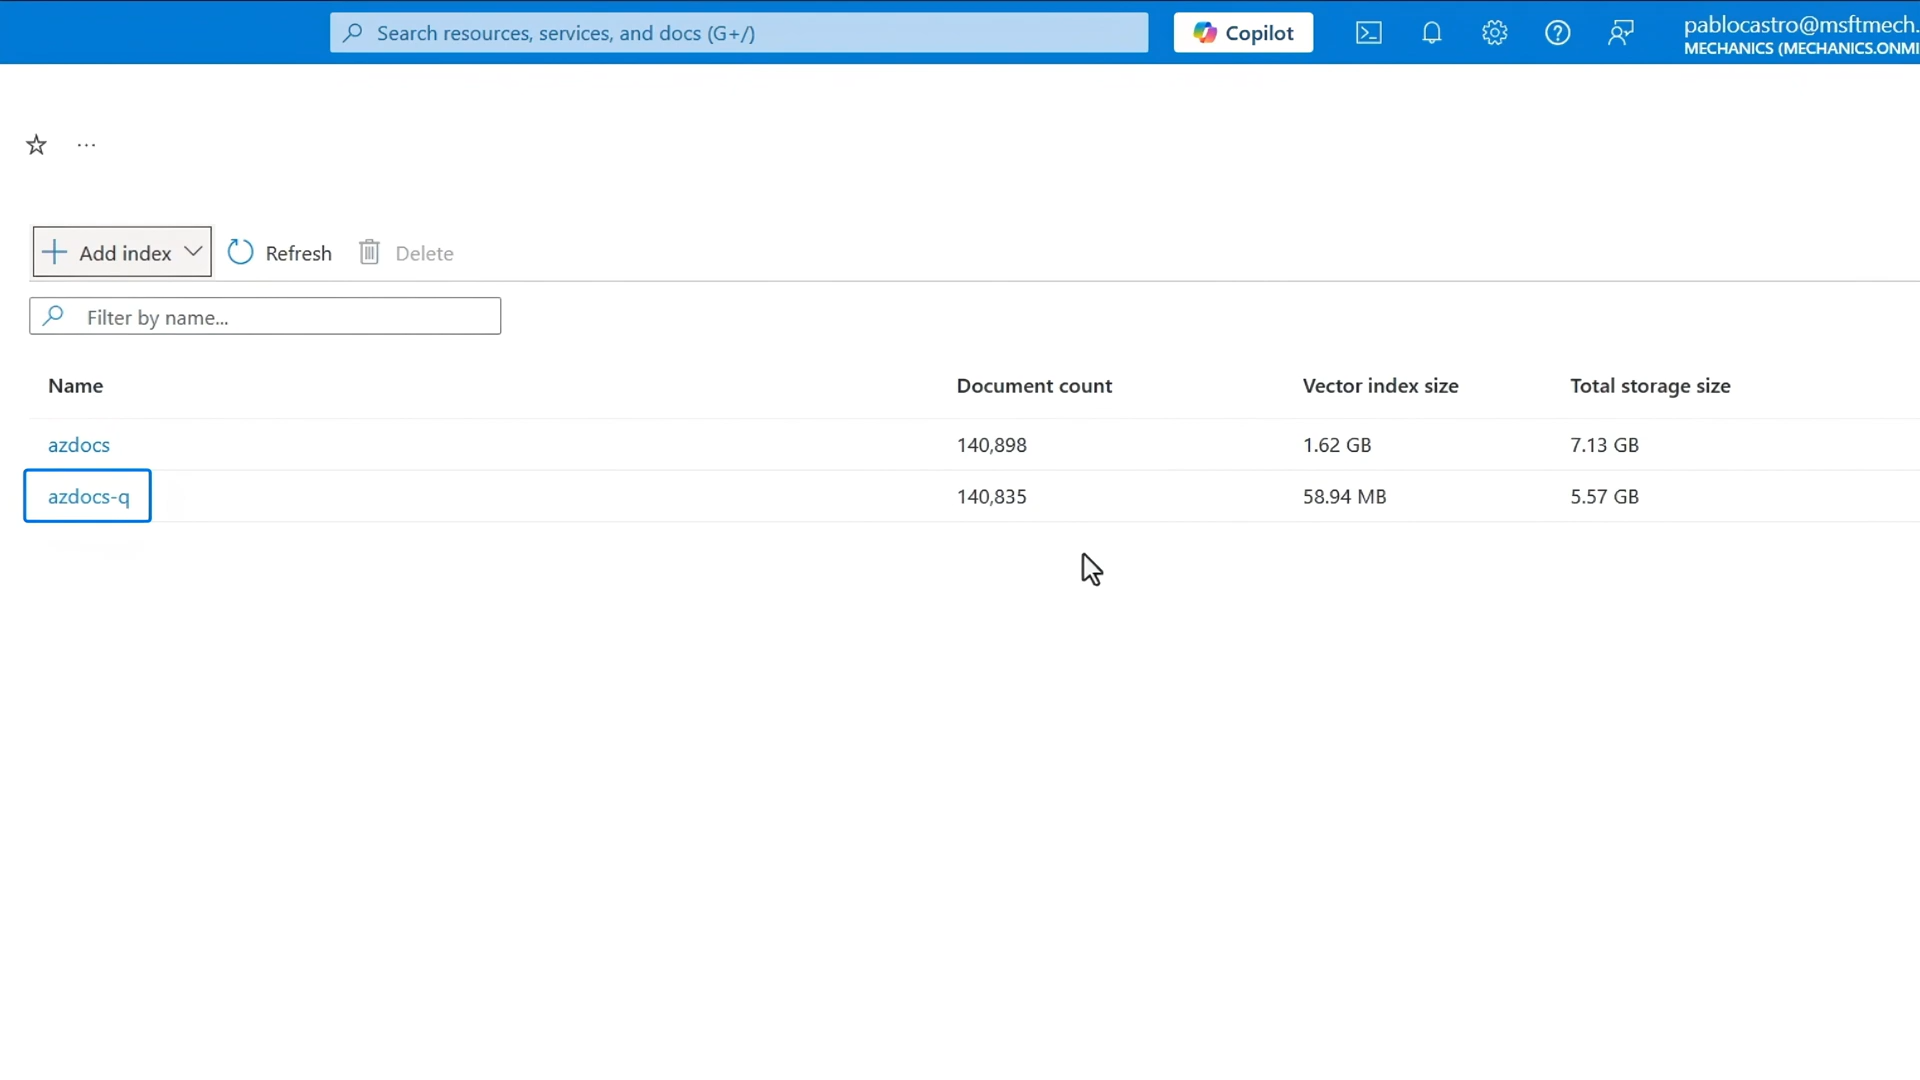 Search resources, services, and docs (G+/)
Copilot
pablocastro@msftmech.
MECHANICS (MECHANICS.ONMI
...
Add index
Refresh
Delete
Filter by name...
Name Document count Vector index size Total storage size
azdocs 140,898 1.62 GB 7.13 GB
azdocs-q 140,835 58.94 MB 5.57 GB